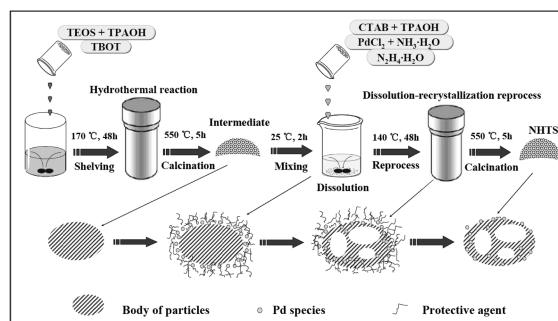 TEOS + TPAOH
TBOT
CTAB + TPAOH
PdCl2 + NH3·H2O
N2H4·H2O
Hydrothermal reaction
Dissolution-recrystallization reprocess
Intermediate
NHTS
170 ℃, 48h
Shelving
550 ℃, 5h
Calcination
25 ℃, 2h
Mixing
140 ℃, 48h
Reprocess
550 ℃, 5h
Calcination
Dissolution
Body of particles
Pd species
Protective agent